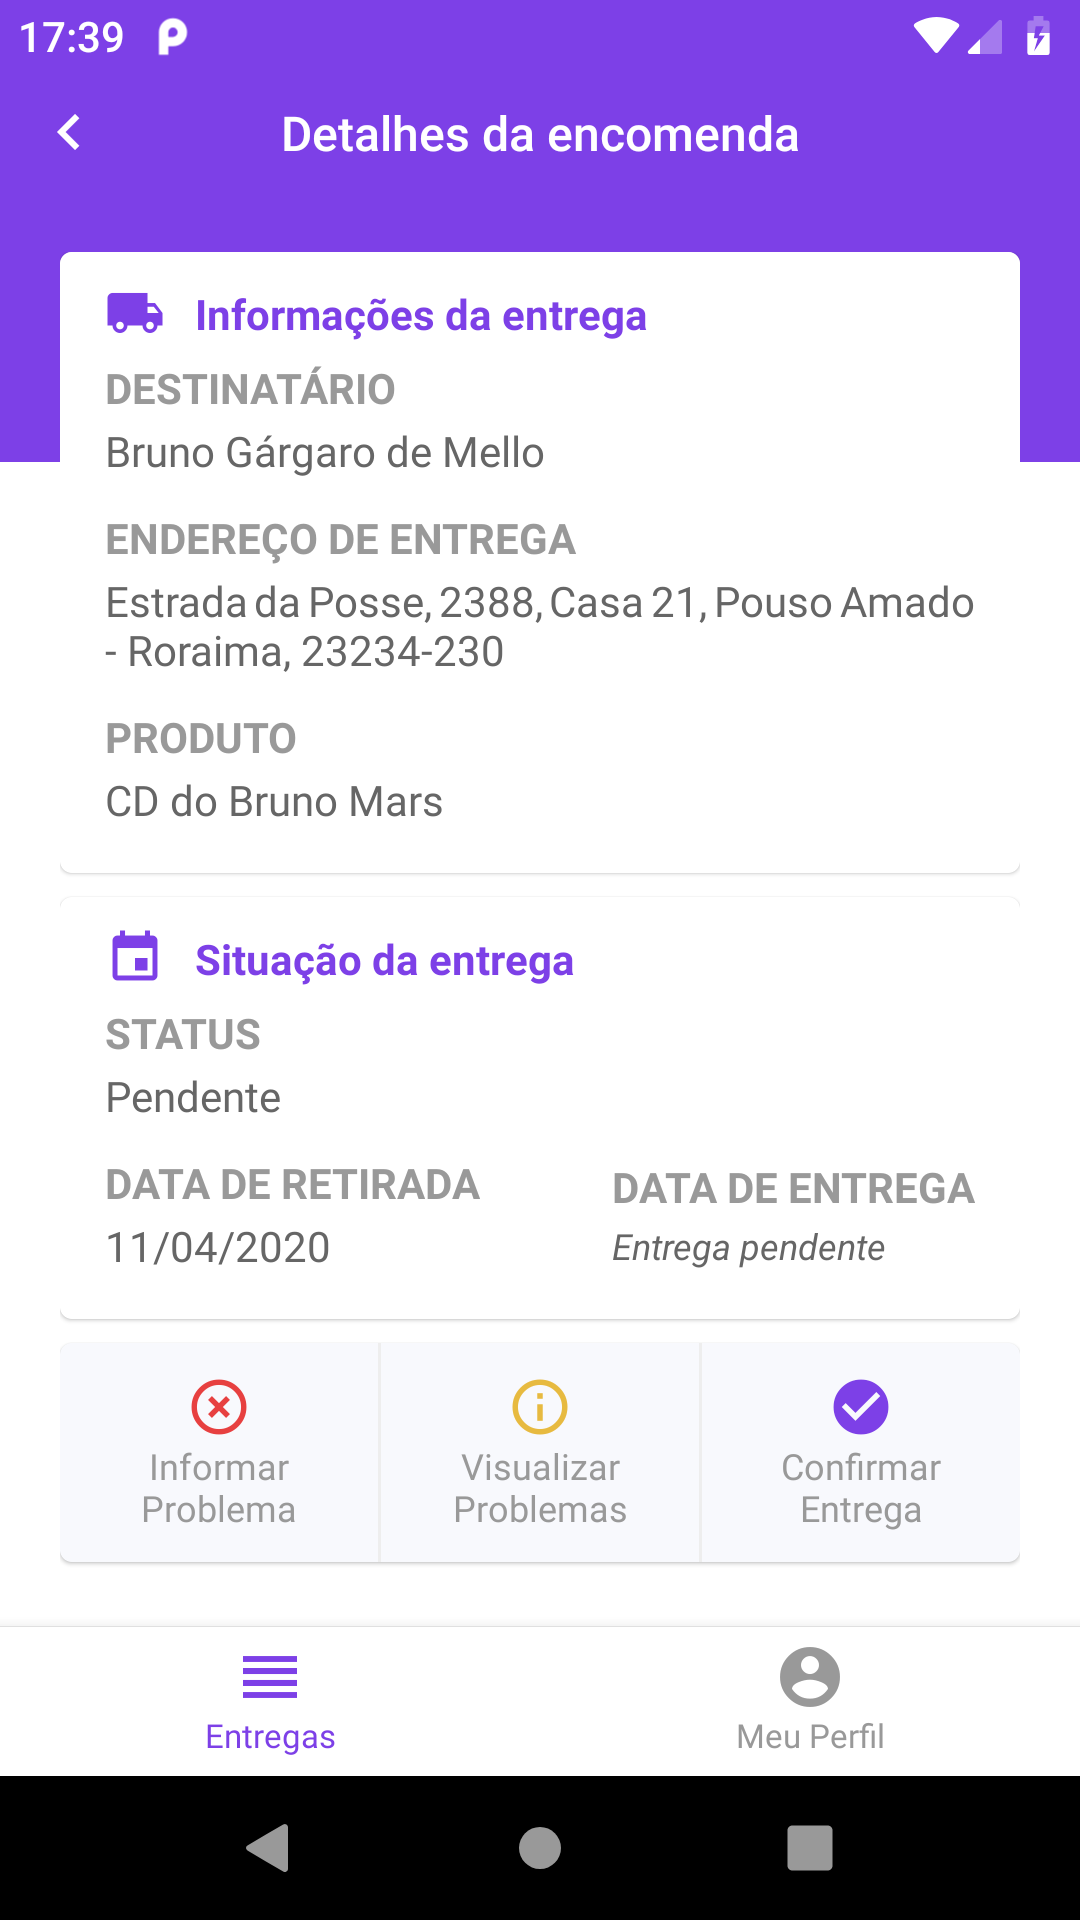 17:39
Detalhes da encomenda
Informações da entrega
DESTINATÁRIO
Bruno Gárgaro de Mello
ENDEREÇO DE ENTREGA
Estrada da Posse, 2388, Casa 21, Pouso Amado
- Roraima, 23234-230
PRODUTO
CD do Bruno Mars
Situação da entrega
STATUS
Pendente
DATA DE RETIRADA
DATA DE ENTREGA
11/04/2020
Entrega pendente
Informar
Problema
Visualizar
Problemas
Confirmar
Entrega
Entregas
Meu Perfil